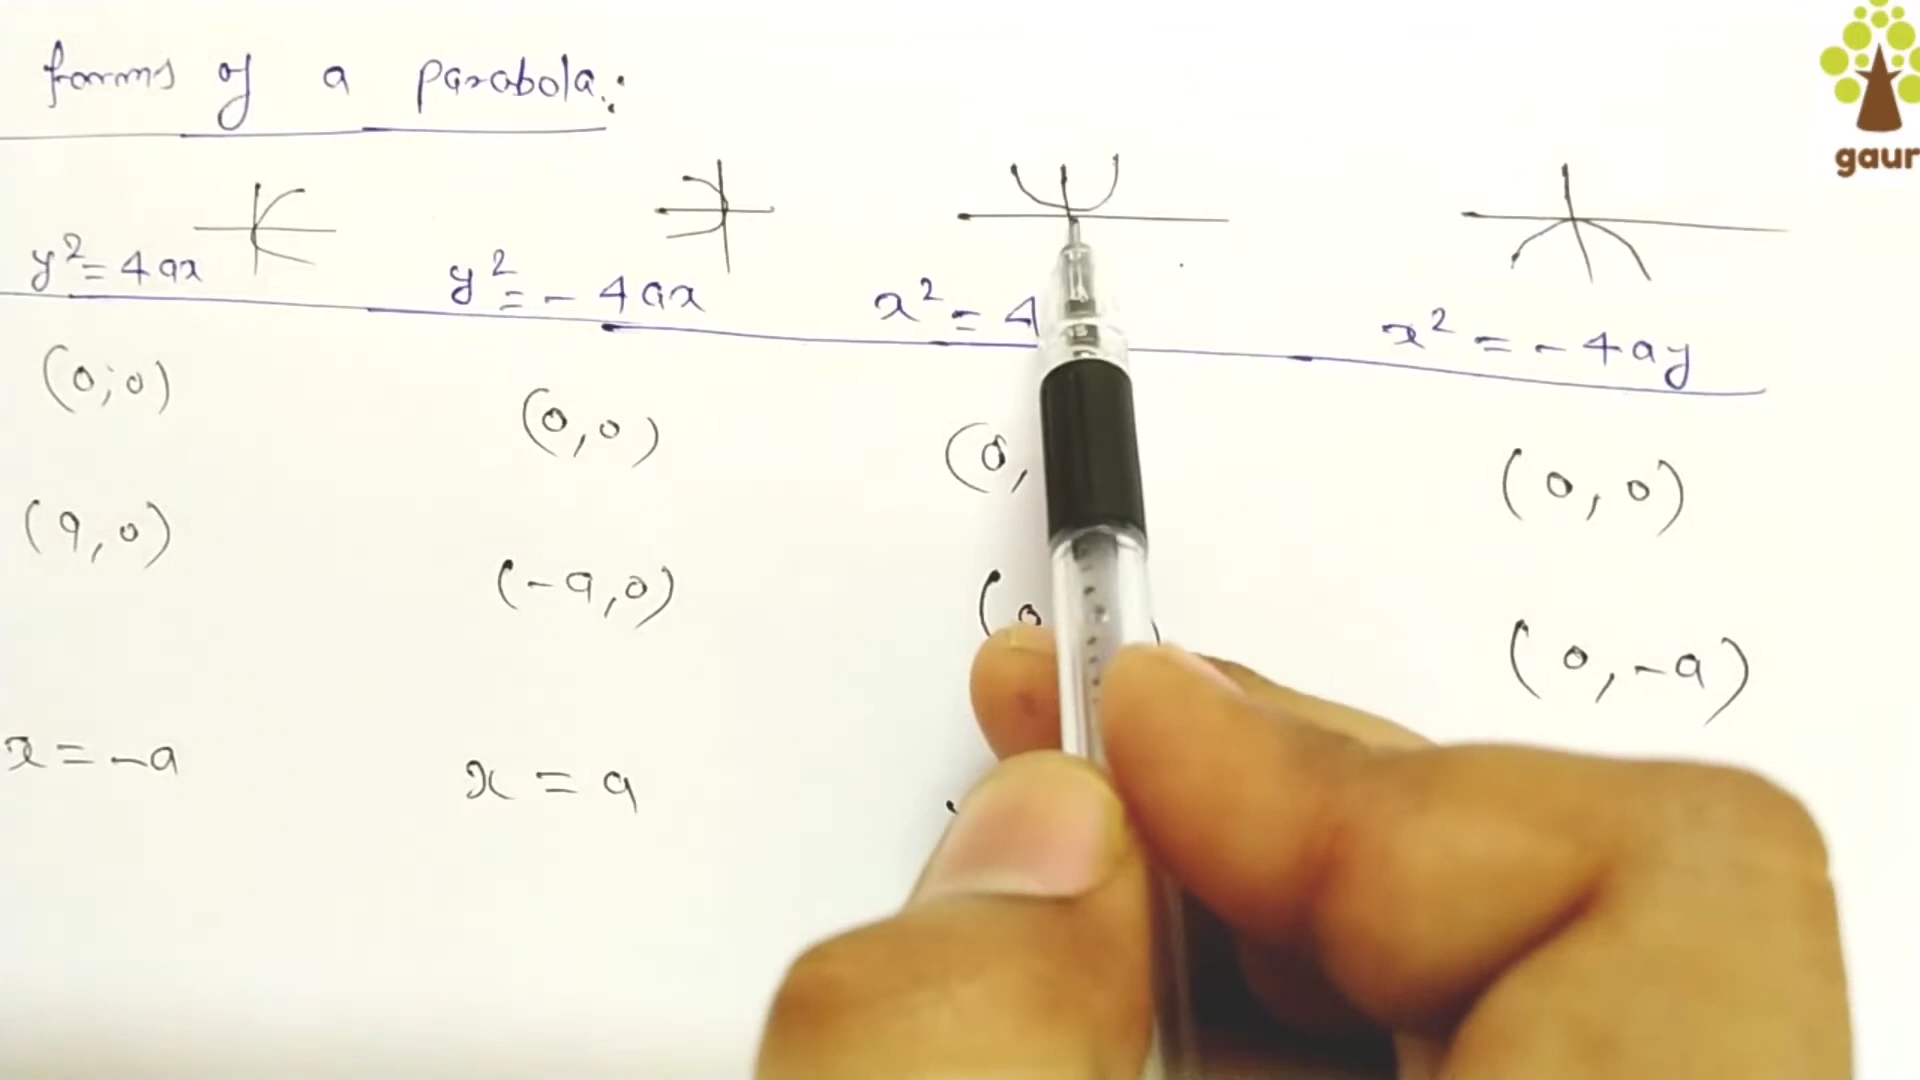 forms of a parabola:
gaur
y² = 4ax y² = -4ax x² = 4 x² = -4ay
(0,0) (0,0) (0, (0,0)
(a,0) (-a,0) (0 (0,-a)
x = -a x = a